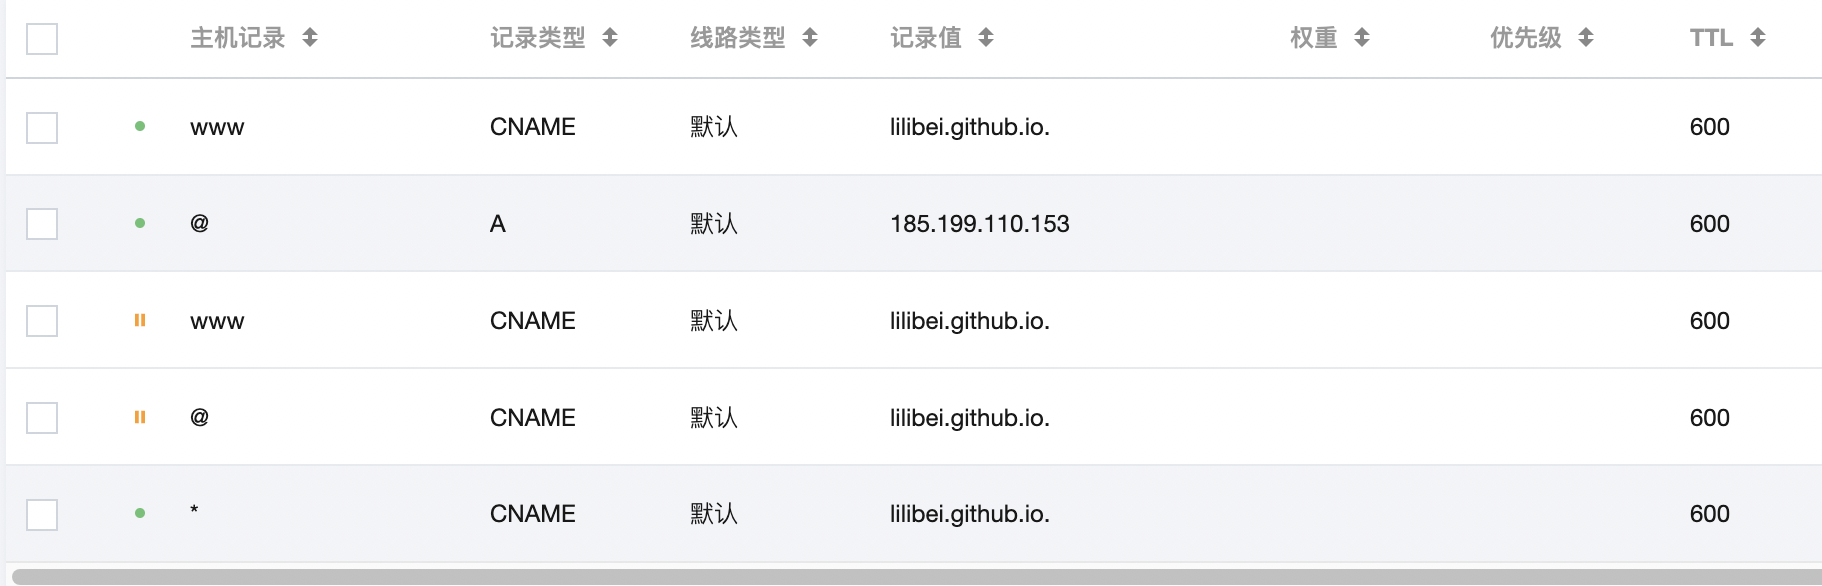 主机记录 记录类型 线路类型 记录值 权重 优先级 TTL
www CNAME 默认 lilibei.github.io. 600
@ A 默认 185.199.110.153 600
www CNAME 默认 lilibei.github.io. 600
@ CNAME 默认 lilibei.github.io. 600
* CNAME 默认 lilibei.github.io. 600